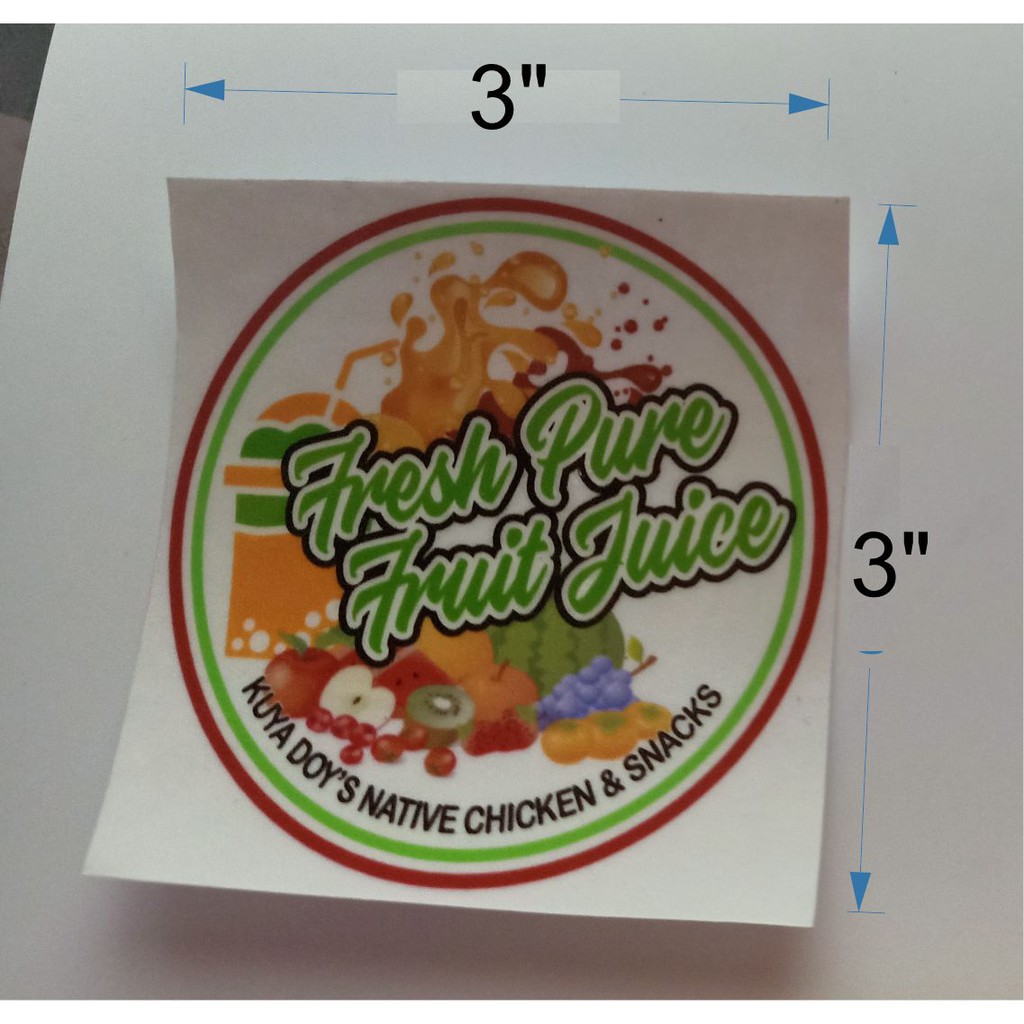 3"
Fresh Pure
Fruit Juice
3"
KUYA DOY'S NATIVE CHICKEN & SNACKS